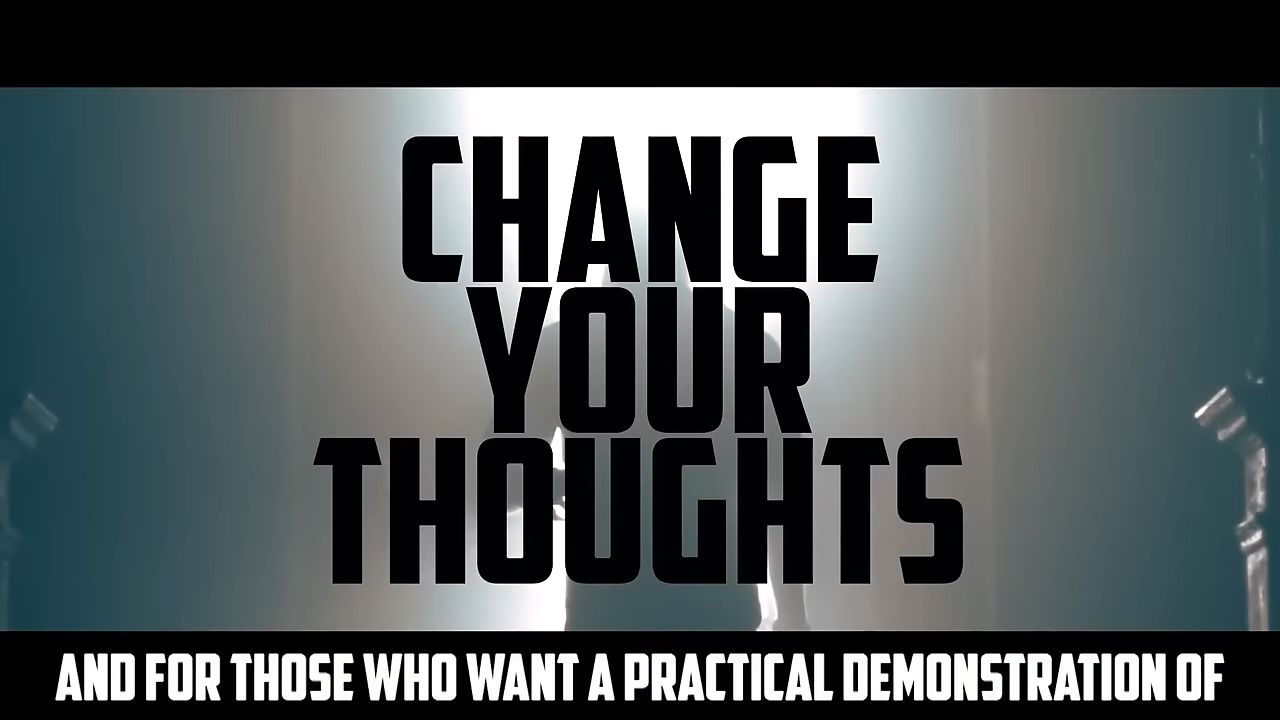 CHANGE
YOUR
THOUGHTS
AND FOR THOSE WHO WANT A PRACTICAL DEMONSTRATION OF